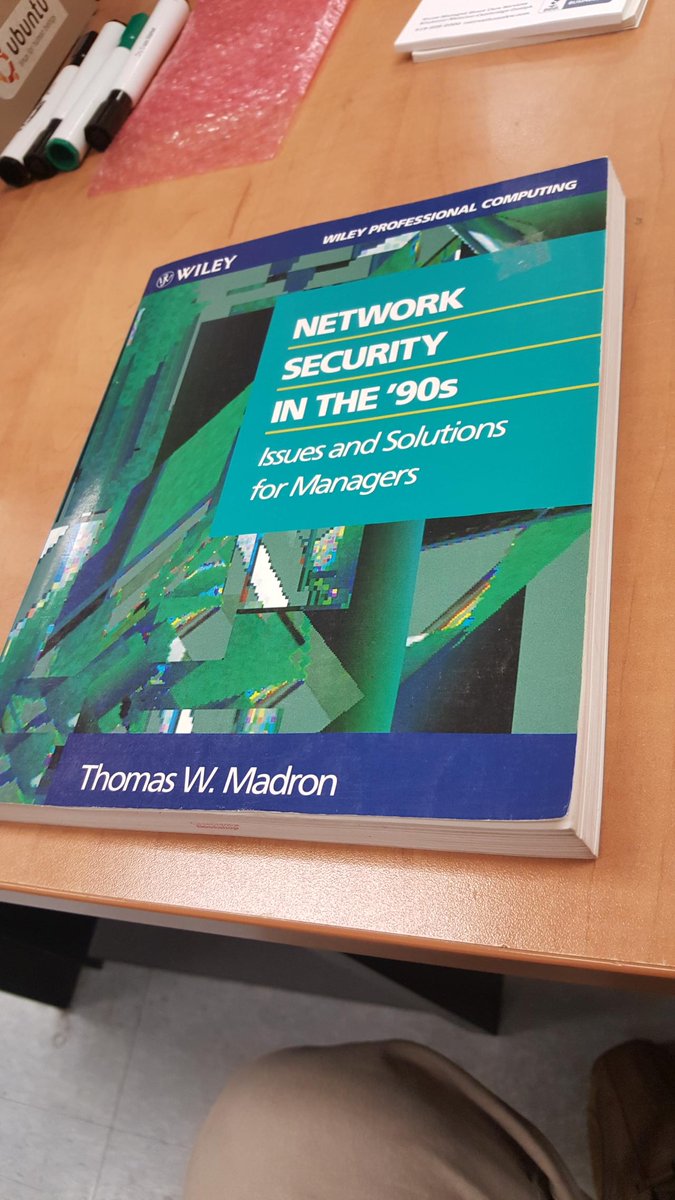 ubuntu
WILEY
WILEY PROFESSIONAL COMPUTING
NETWORK
SECURITY
IN THE '90s
Issues and Solutions
for Managers
Thomas W. Madron